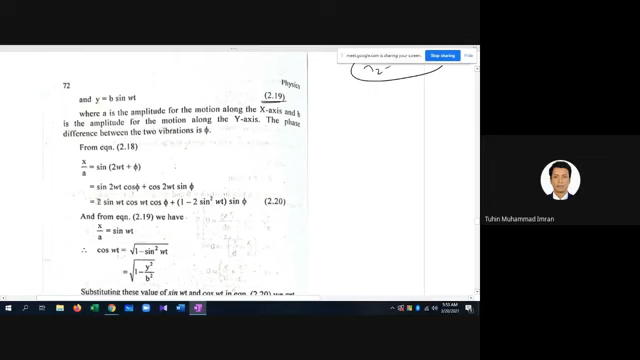 meet.google.com is sharing your screen.
Stop sharing
Hide
72
Physics
and y = b sin wt
(2.19)
where a is the amplitude for the motion along the X-axis and b
is the amplitude for the motion along the Y-axis. The phase
difference between the two vibrations is ϕ.
From eqn. (2.18)
x/a = sin (2wt + ϕ)
= sin 2wt cosϕ + cos 2wt sin ϕ
= 2 sin wt cos wt cos ϕ + (1 – 2 sin² wt) sin ϕ (2.20)
And from eqn. (2.19) we have
x/a = sin wt
∴ cos wt = √(1 – sin² wt)
= √(1 – y²/b²)
Substituting these value of sin wt and cos wt in eqn. (2.20) we get
Tuhin Muhammad Imran
5:53 AM
3/20/2021